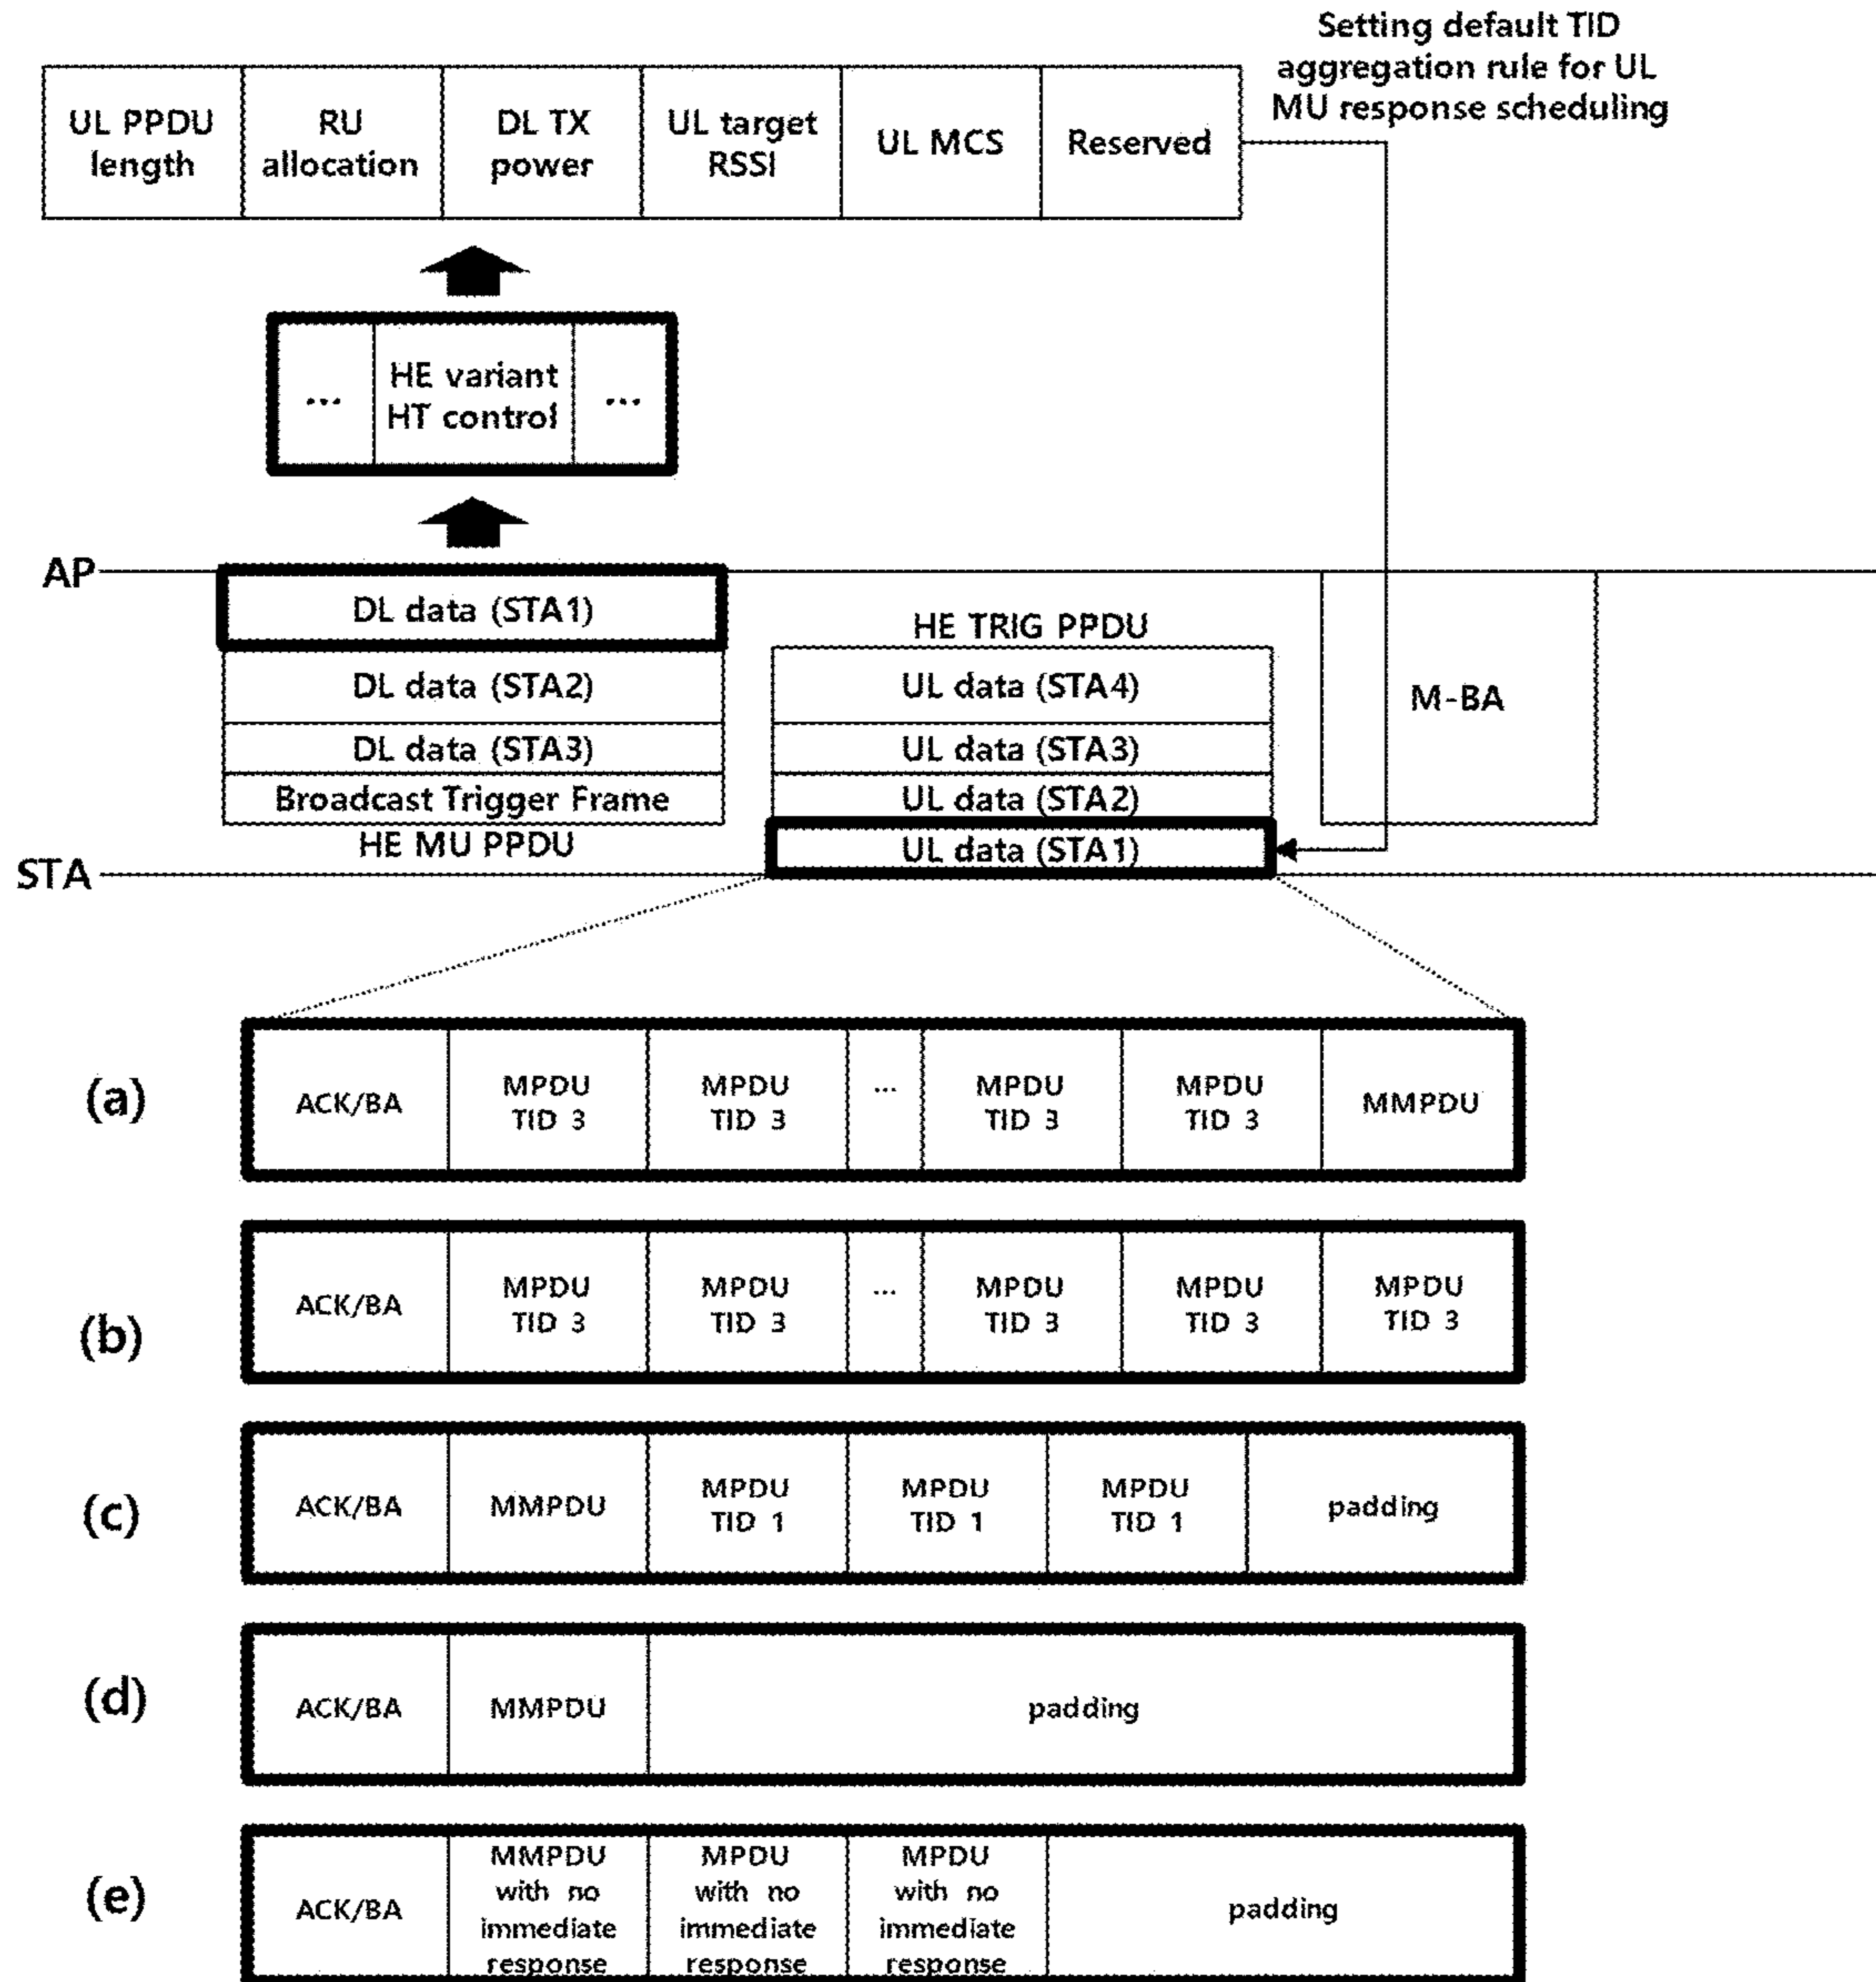 Setting default TID
aggregation rule for UL
MU response scheduling
UL PPDU
length
RU
allocation
DL TX
power
UL target
RSSI
UL MCS
Reserved
...
HE variant
HT control
...
AP
DL data (STA1)
DL data (STA2)
DL data (STA3)
Broadcast Trigger Frame
HE MU PPDU
HE TRIG PPDU
UL data (STA4)
UL data (STA3)
UL data (STA2)
UL data (STA1)
M-BA
STA
(a)
ACK/BA
MPDU
TID 3
MPDU
TID 3
...
MPDU
TID 3
MPDU
TID 3
MMPDU
(b)
ACK/BA
MPDU
TID 3
MPDU
TID 3
...
MPDU
TID 3
MPDU
TID 3
MPDU
TID 3
(c)
ACK/BA
MMPDU
MPDU
TID 1
MPDU
TID 1
MPDU
TID 1
padding
(d)
ACK/BA
MMPDU
padding
(e)
ACK/BA
MMPDU
with no
immediate
response
MPDU
with no
immediate
response
MPDU
with no
immediate
response
padding